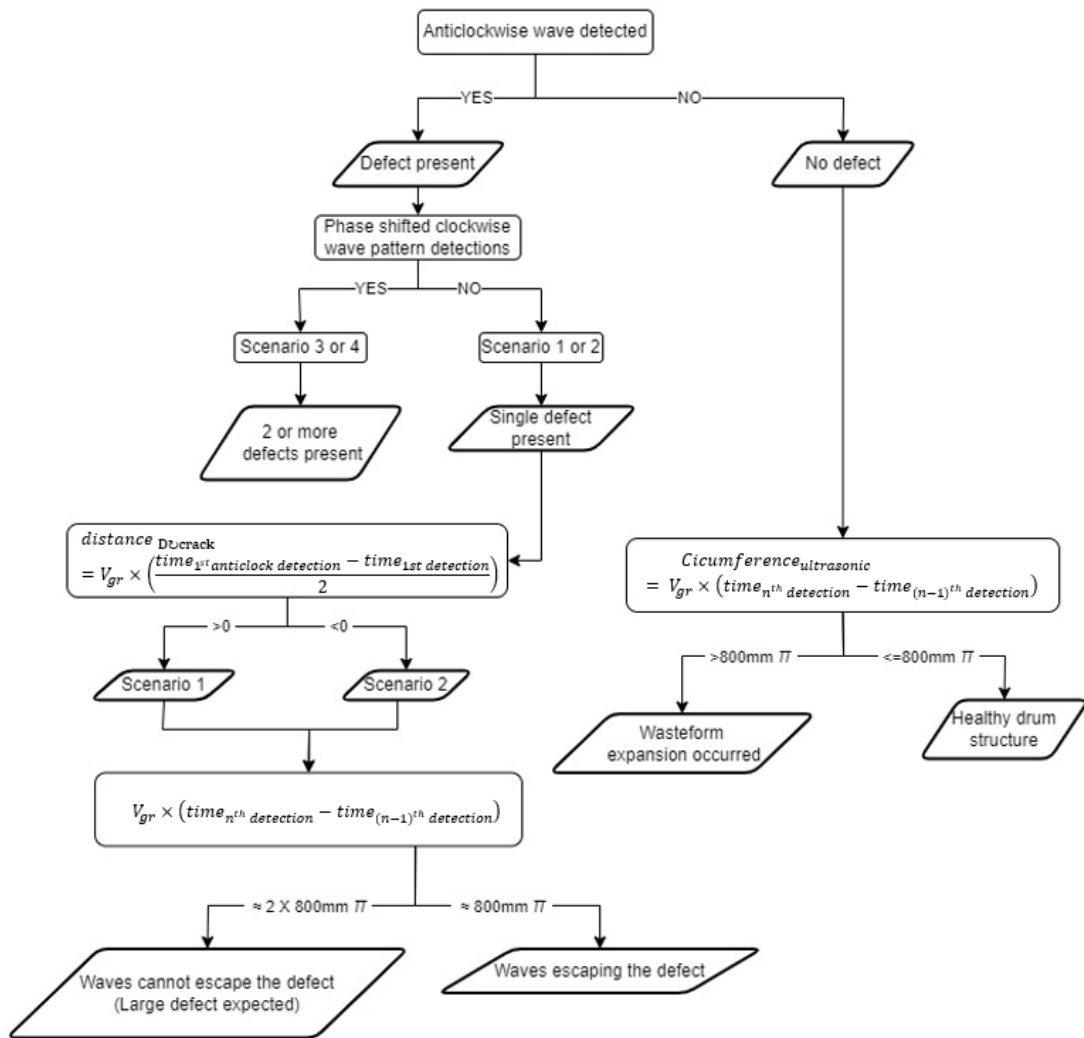 Anticlockwise wave detected
YES
NO
Defect present
No defect
Phase shifted clockwise
wave pattern detections
YES
NO
Scenario 3 or 4
Scenario 1 or 2
2 or more
defects present
Single defect
present
distance D↻crack
= V_gr × (time_1st anticlock detection − time_1st detection / 2)
Cicumference_ultrasonic
= V_gr × (time_nth detection − time_(n−1)th detection)
>0
<0
>800mm π
<=800mm π
Scenario 1
Scenario 2
Wasteform
expansion occurred
Healthy drum
structure
V_gr × (time_nth detection − time_(n−1)th detection)
≈ 2 X 800mm π
≈ 800mm π
Waves cannot escape the defect
(Large defect expected)
Waves escaping the defect